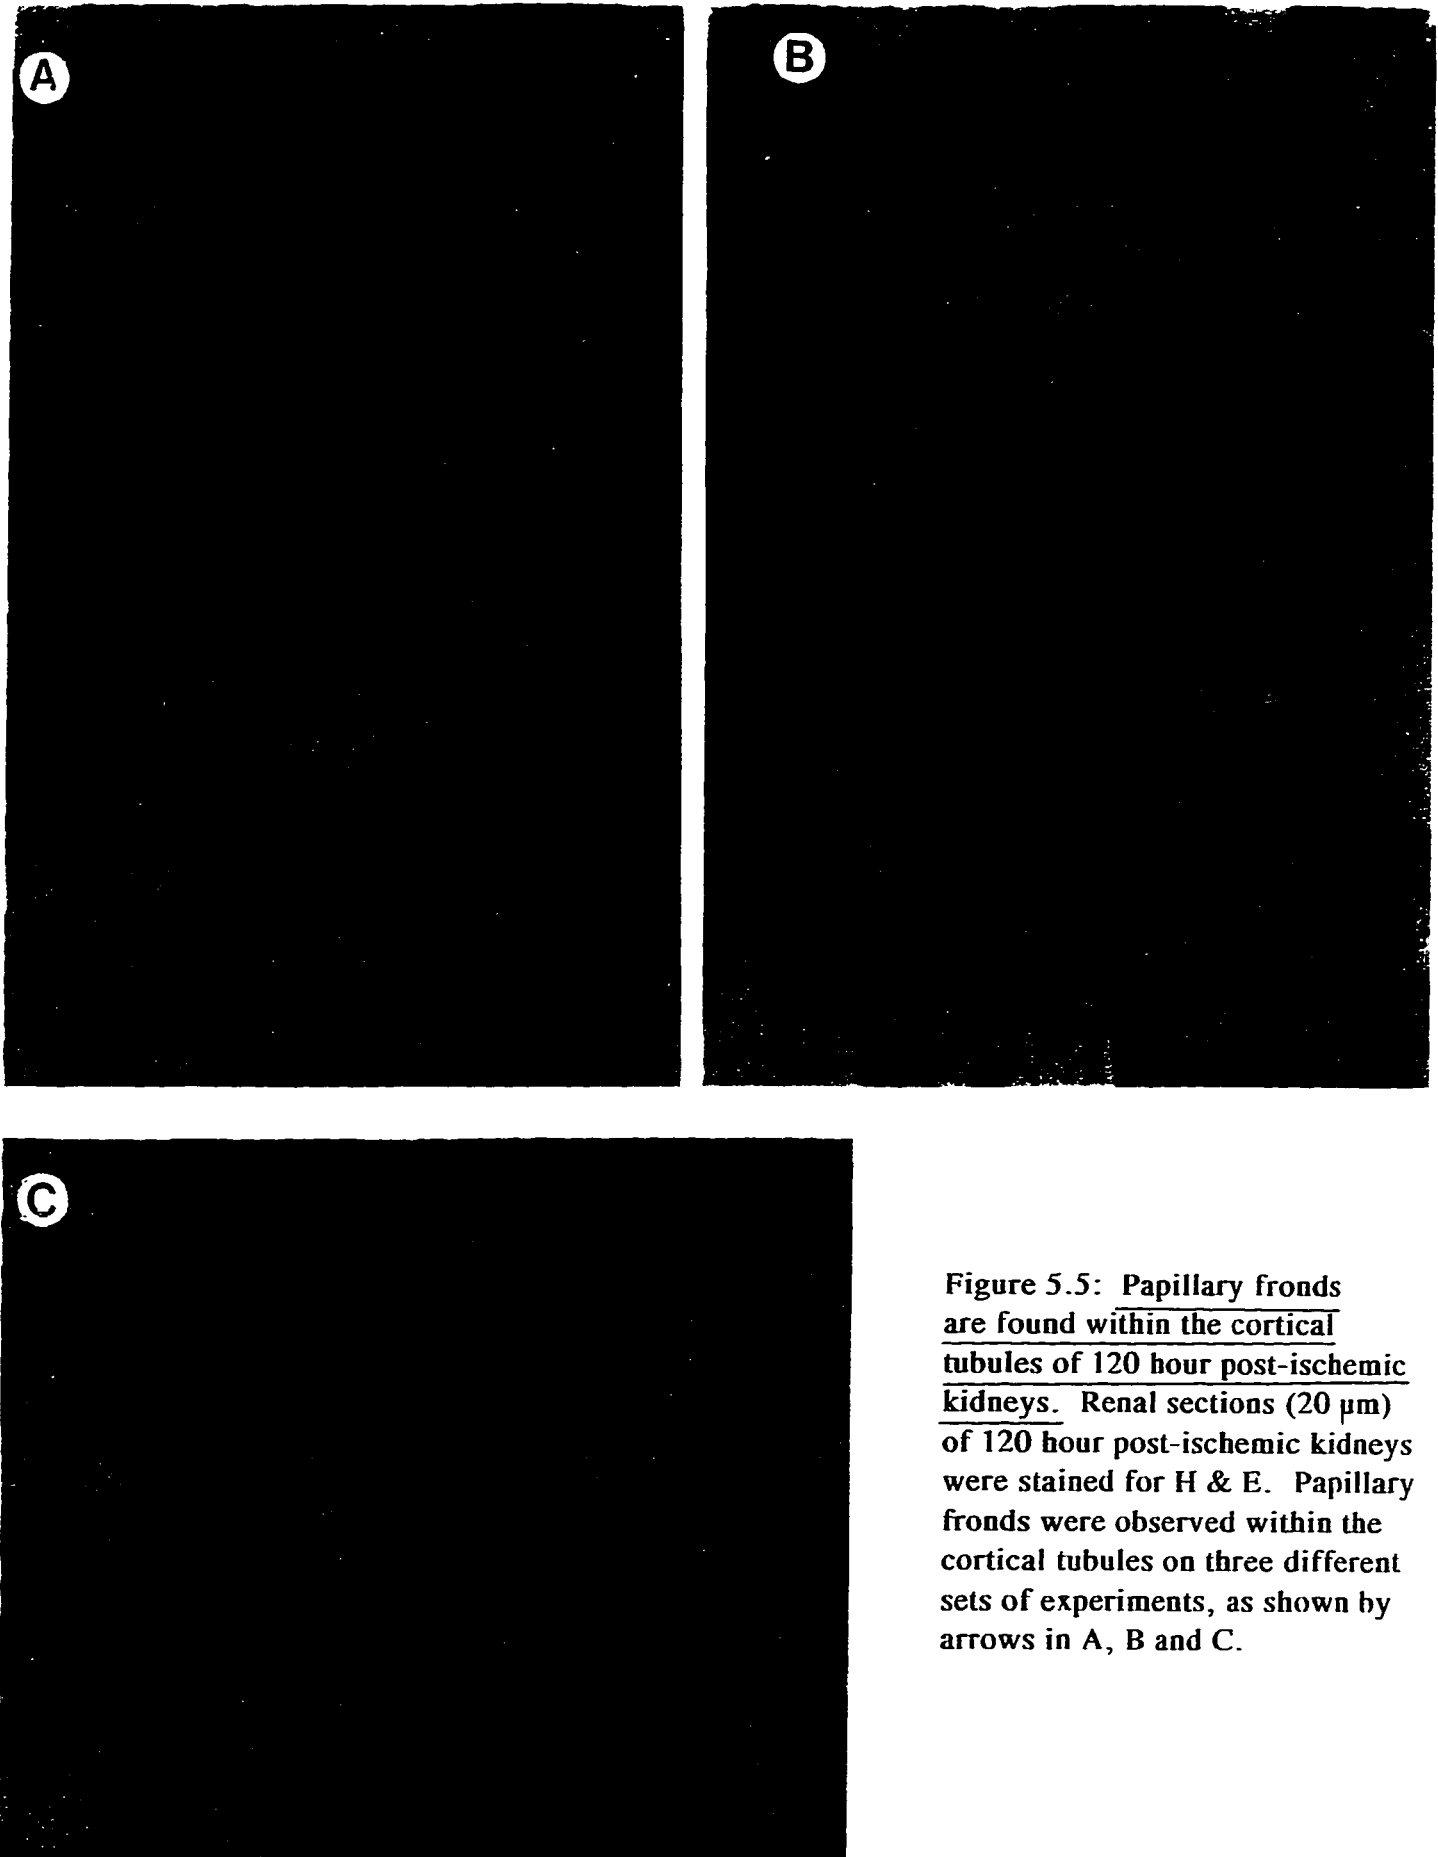 A
B
C
Figure 5.5: Papillary fronds
are found within the cortical
tubules of 120 hour post-ischemic
kidneys. Renal sections (20 µm)
of 120 hour post-ischemic kidneys
were stained for H & E. Papillary
fronds were observed within the
cortical tubules on three different
sets of experiments, as shown by
arrows in A, B and C.